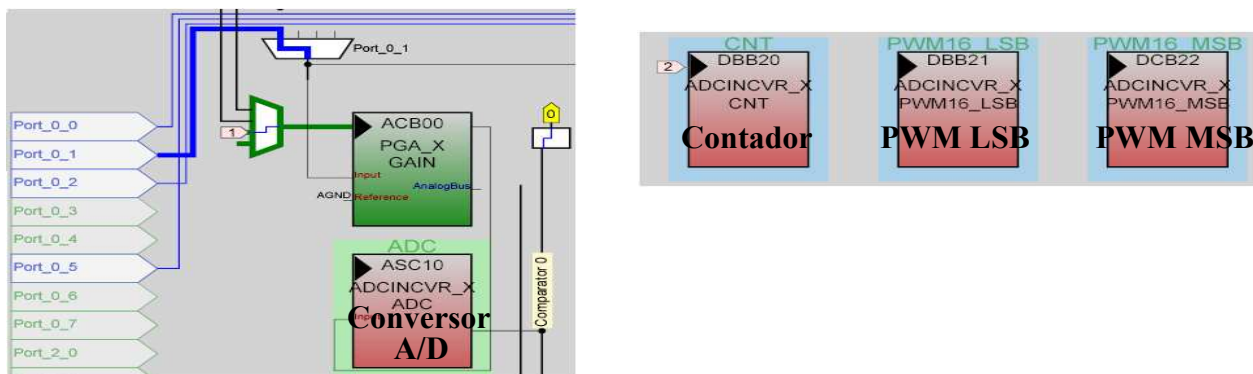 Port_0_1
Port_0_0
Port_0_1
Port_0_2
Port_0_3
Port_0_4
Port_0_5
Port_0_6
Port_0_7
Port_2_0
1
ACB00
PGA_X
GAIN
Input
AnalogBus
AGND
Reference
O
Comparator 0
ADC
ASC10
ADCINCVR_X
ADC
Input
Conversor
A/D
CNT
2
DBB20
ADCINCVR_X
CNT
Contador
PWM16_LSB
DBB21
ADCINCVR_X
PWM16_LSB
PWM LSB
PWM16_MSB
DCB22
ADCINCVR_X
PWM16_MSB
PWM MSB